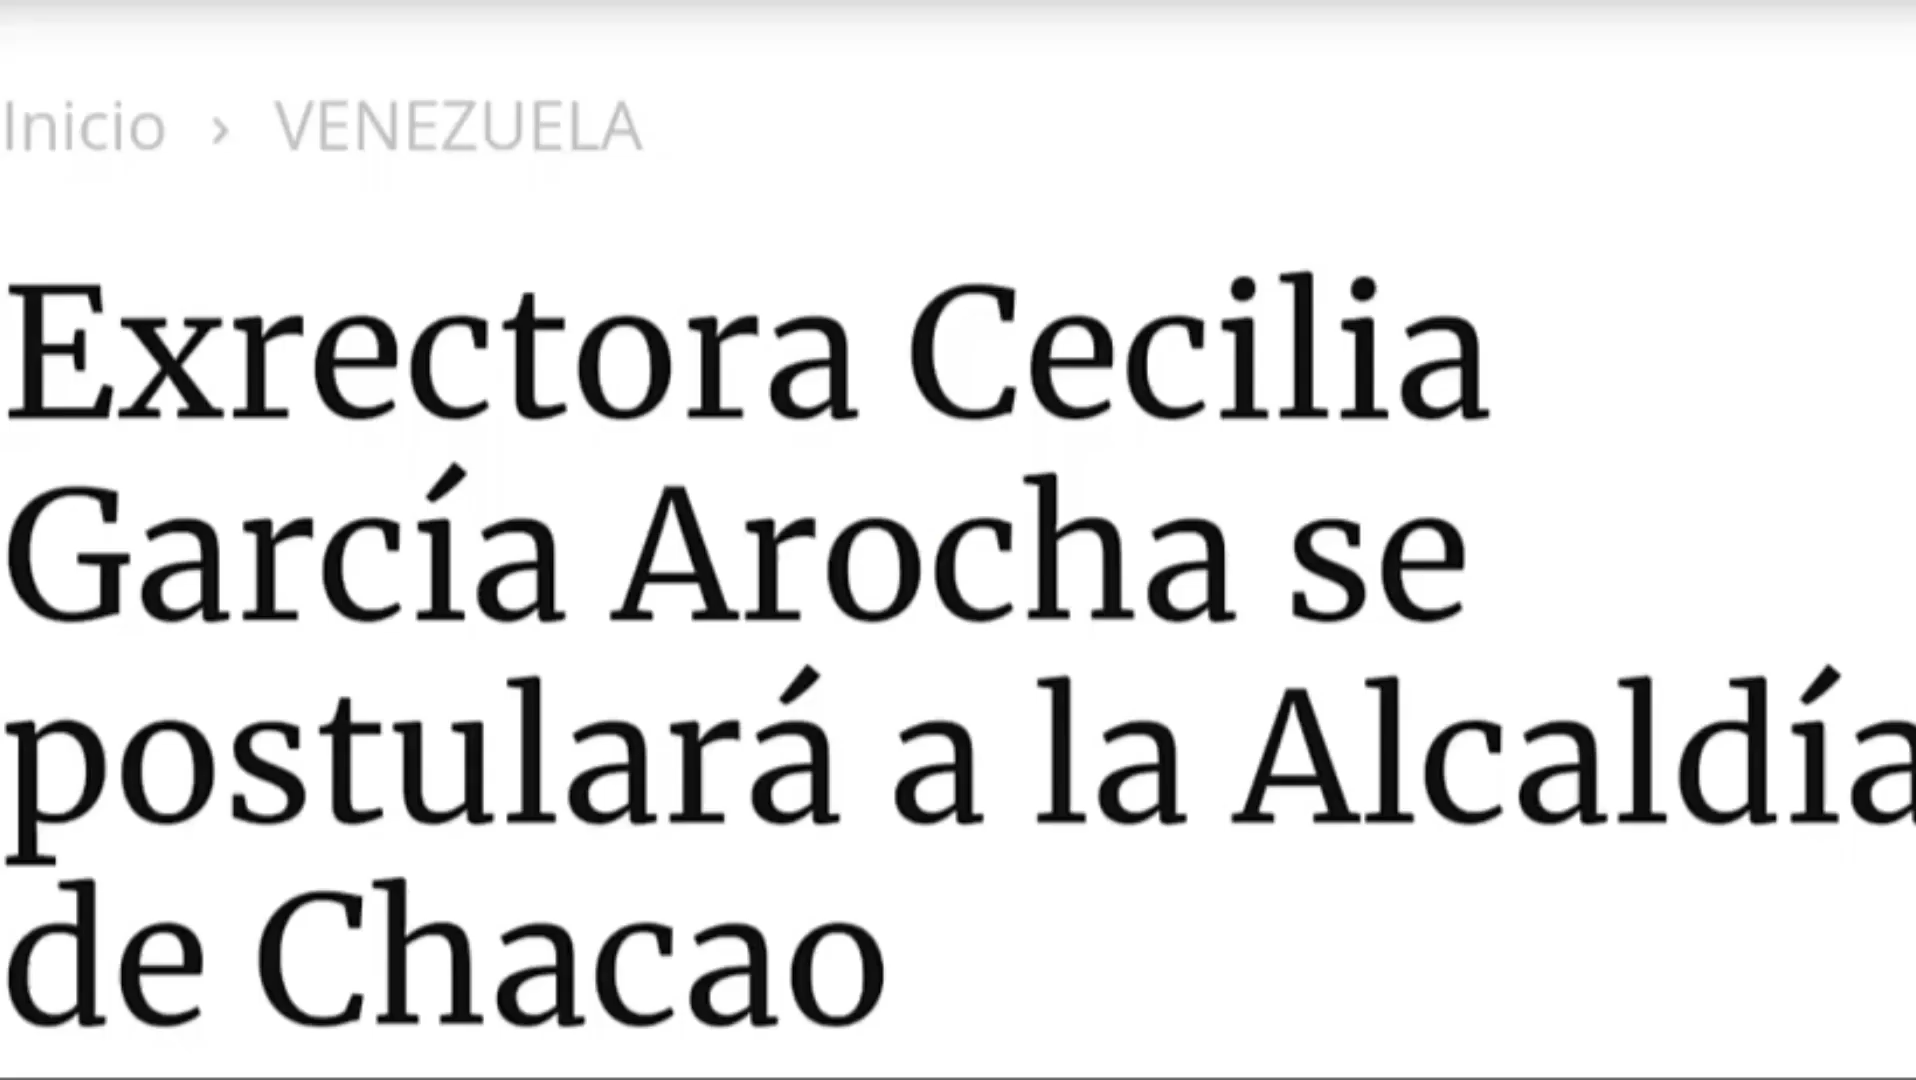 Inicio › VENEZUELA
Exrectora Cecilia
García Arocha se
postulará a la Alcaldía
de Chacao